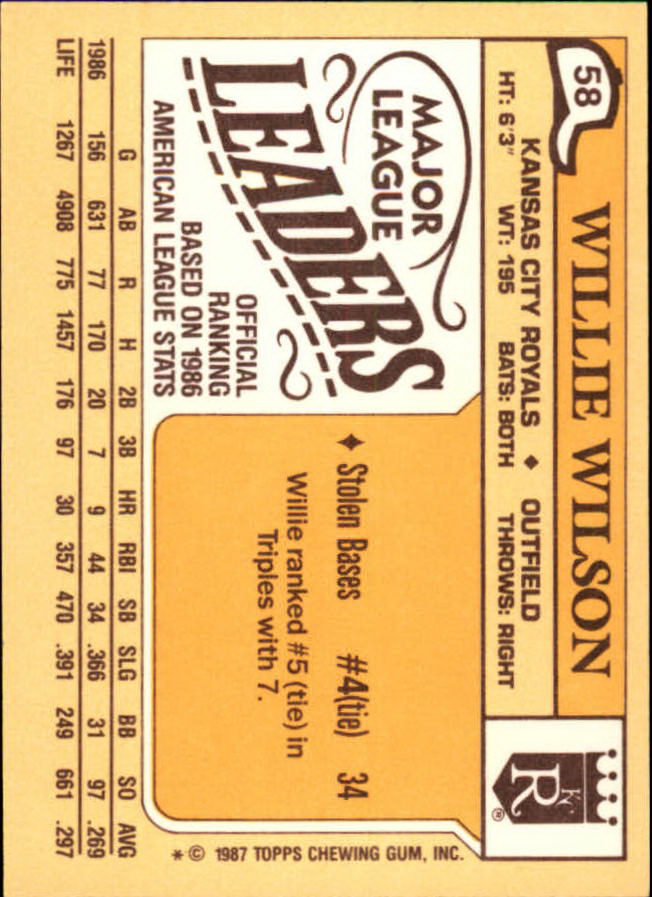 58
WILLIE WILSON
KANSAS CITY ROYALS ♦ OUTFIELD
HT: 6'3" WT: 195 BATS: BOTH THROWS: RIGHT
KC
R
®
MAJOR
LEAGUE
LEADERS
OFFICIAL
RANKING
BASED ON 1986
AMERICAN LEAGUE STATS
♦ Stolen Bases #4(tie) 34
Willie ranked #5 (tie) in
Triples with 7.
* © 1987 TOPPS CHEWING GUM, INC.
G AB R H 2B 3B HR RBI SB SLG BB SO AVG
1986 156 631 77 170 20 7 9 44 34 .366 31 97 .269
LIFE 1267 4908 775 1457 176 97 30 357 470 .391 249 661 .297